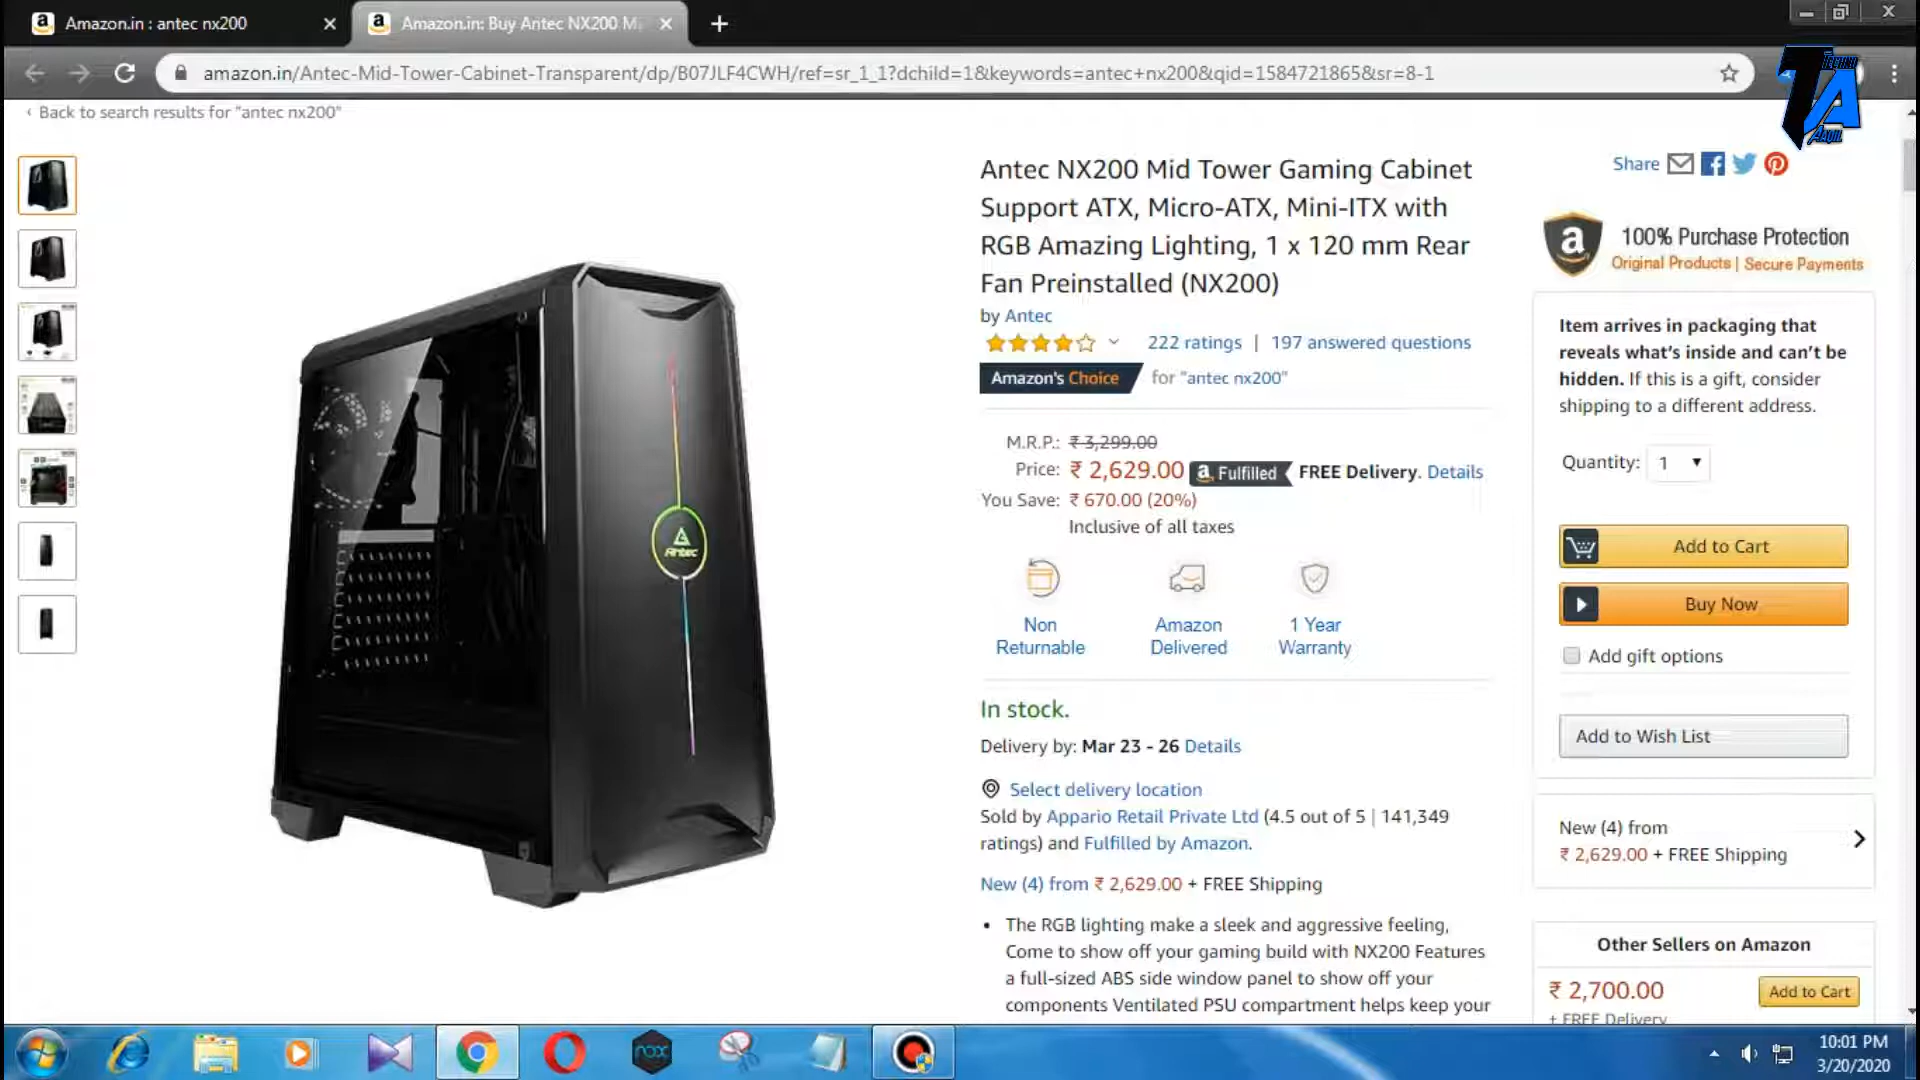 Amazon.in : antec nx200
Amazon.in: Buy Antec NX200 M
amazon.in/Antec-Mid-Tower-Cabinet-Transparent/dp/B07JLF4CWH/ref=sr_1_1?dchild=1&keywords=antec+nx200&qid=1584721865&sr=8-1
TECHNO
TA
AAQIL
‹ Back to search results for "antec nx200"
Antec NX200 Mid Tower Gaming Cabinet
Support ATX, Micro-ATX, Mini-ITX with
RGB Amazing Lighting, 1 x 120 mm Rear
Fan Preinstalled (NX200)
by Antec
222 ratings | 197 answered questions
Amazon's Choice for "antec nx200"
M.R.P.: ₹ 3,299.00
Price: ₹ 2,629.00 a Fulfilled FREE Delivery. Details
You Save: ₹ 670.00 (20%)
Inclusive of all taxes
Non
Returnable
Amazon
Delivered
1 Year
Warranty
In stock.
Delivery by: Mar 23 - 26 Details
Select delivery location
Sold by Appario Retail Private Ltd (4.5 out of 5 | 141,349
ratings) and Fulfilled by Amazon.
New (4) from ₹ 2,629.00 + FREE Shipping
• The RGB lighting make a sleek and aggressive feeling,
Come to show off your gaming build with NX200 Features
a full-sized ABS side window panel to show off your
components Ventilated PSU compartment helps keep your
Antec
Share
a 100% Purchase Protection
Original Products | Secure Payments
Item arrives in packaging that
reveals what's inside and can't be
hidden. If this is a gift, consider
shipping to a different address.
Quantity: 1
Add to Cart
Buy Now
Add gift options
Add to Wish List
New (4) from
₹ 2,629.00 + FREE Shipping
Other Sellers on Amazon
₹ 2,700.00 Add to Cart
+ FREE Delivery
nox
10:01 PM
3/20/2020